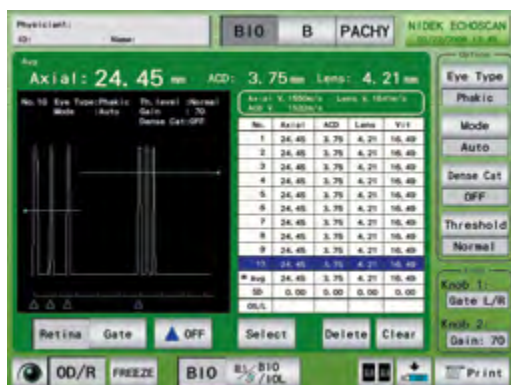 Physician:
ID: Name:
BIO B PACHY NIDEK ECHOSCAN
Avg Option
Axial: 24.45 mm ACD: 3.75 mm Lens: 4.21 mm
Eye Type
Phakic
Mode
Auto
Dense Cat
OFF
Threshold
Normal
No.10 Eye Type:Phakic Th.level :Normal
Mode :Auto Gain : 70
Dense Cat:OFF
No. Axial ACD Lens Vit
1 24.45 3.75 4.21 16.49
2 24.45 3.75 4.21 16.49
3 24.45 3.75 4.21 16.49
4 24.45 3.75 4.21 16.49
5 24.45 3.75 4.21 16.49
6 24.45 3.75 4.21 16.49
7 24.45 3.75 4.21 16.49
8 24.45 3.75 4.21 16.49
9 24.45 3.75 4.21 16.49
10 24.45 3.75 4.21 16.49
Avg 24.45 3.75 4.21 16.49
SD 0.00 0.00 0.00 0.00
Knob 1:
Gate L/R
Knob 2:
Gain: 70
Retina Gate OFF Select Delete Clear
OD/R FREEZE BIO BIO /IOL Print